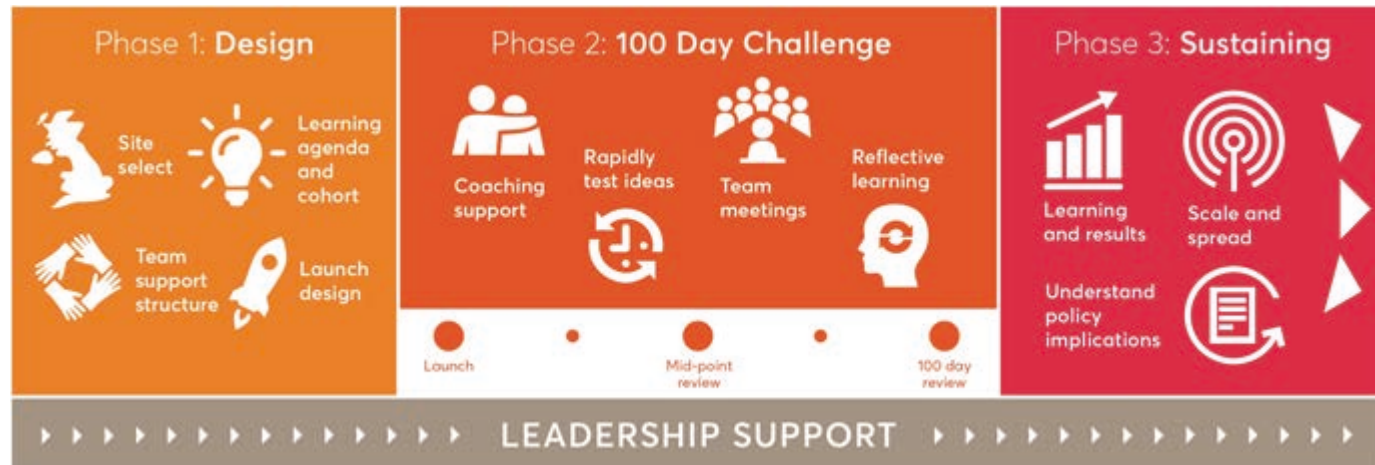 Phase 1: Design
Site
select
Learning
agenda
and
cohort
Team
support
structure
Launch
design
Phase 2: 100 Day Challenge
Coaching
support
Rapidly
test ideas
Team
meetings
Reflective
learning
Launch
Mid-point
review
100 day
review
Phase 3: Sustaining
Learning
and results
Scale and
spread
Understand
policy
implications
LEADERSHIP SUPPORT